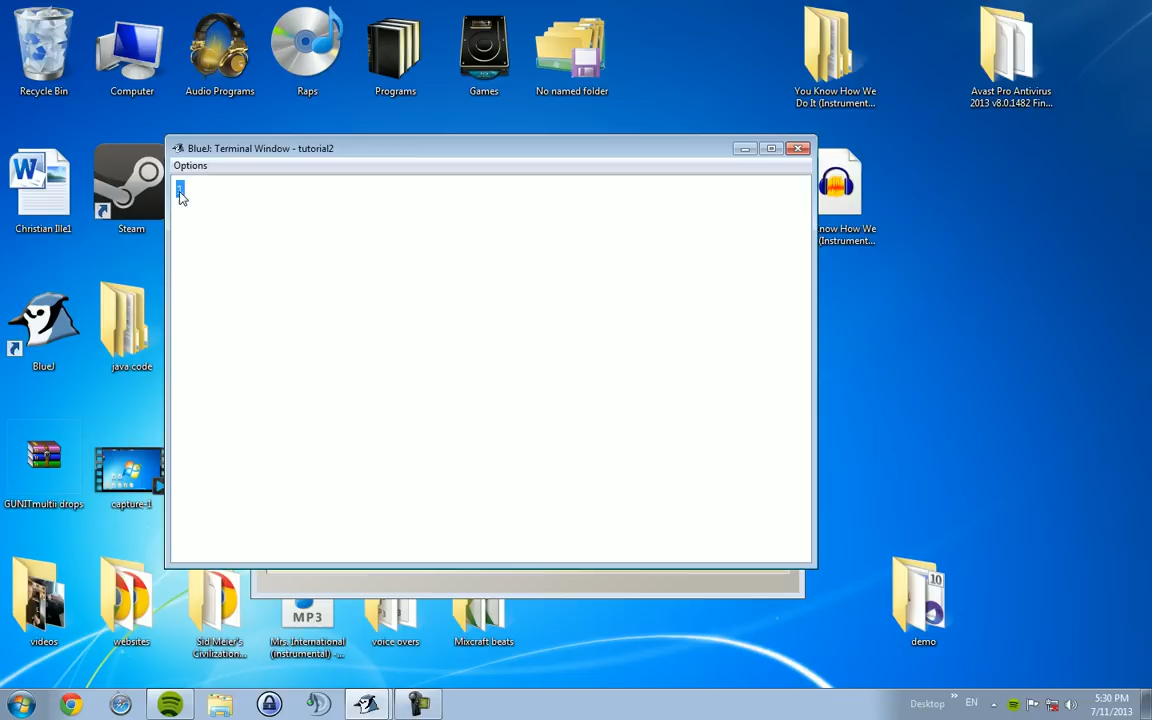 Recycle Bin
Computer
Audio Programs
Raps
Programs
Games
No named folder
You Know How We
Do It (Instrument...
Avast Pro Antivirus
2013 v8.0.1482 Fin...
BlueJ: Terminal Window - tutorial2
Options
Christian Ille1
Steam
now How We
(Instrument...
BlueJ
java code
GUNITmultii drops
capture-1
MP3
10
videos
websites
Sid Meier's
Civilization...
Mrs. International
(Instrumental) -...
voice overs
Mixcraft beats
demo
Desktop
EN
5:30 PM
7/11/2013